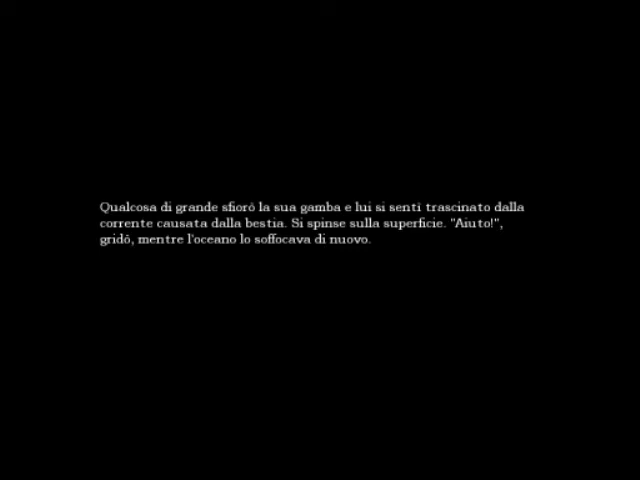 Qualcosa di grande sfiorò la sua gamba e lui si sentì trascinato dalla
corrente causata dalla bestia. Si spinse sulla superficie. "Aiuto!",
gridò, mentre l'oceano lo soffocava di nuovo.